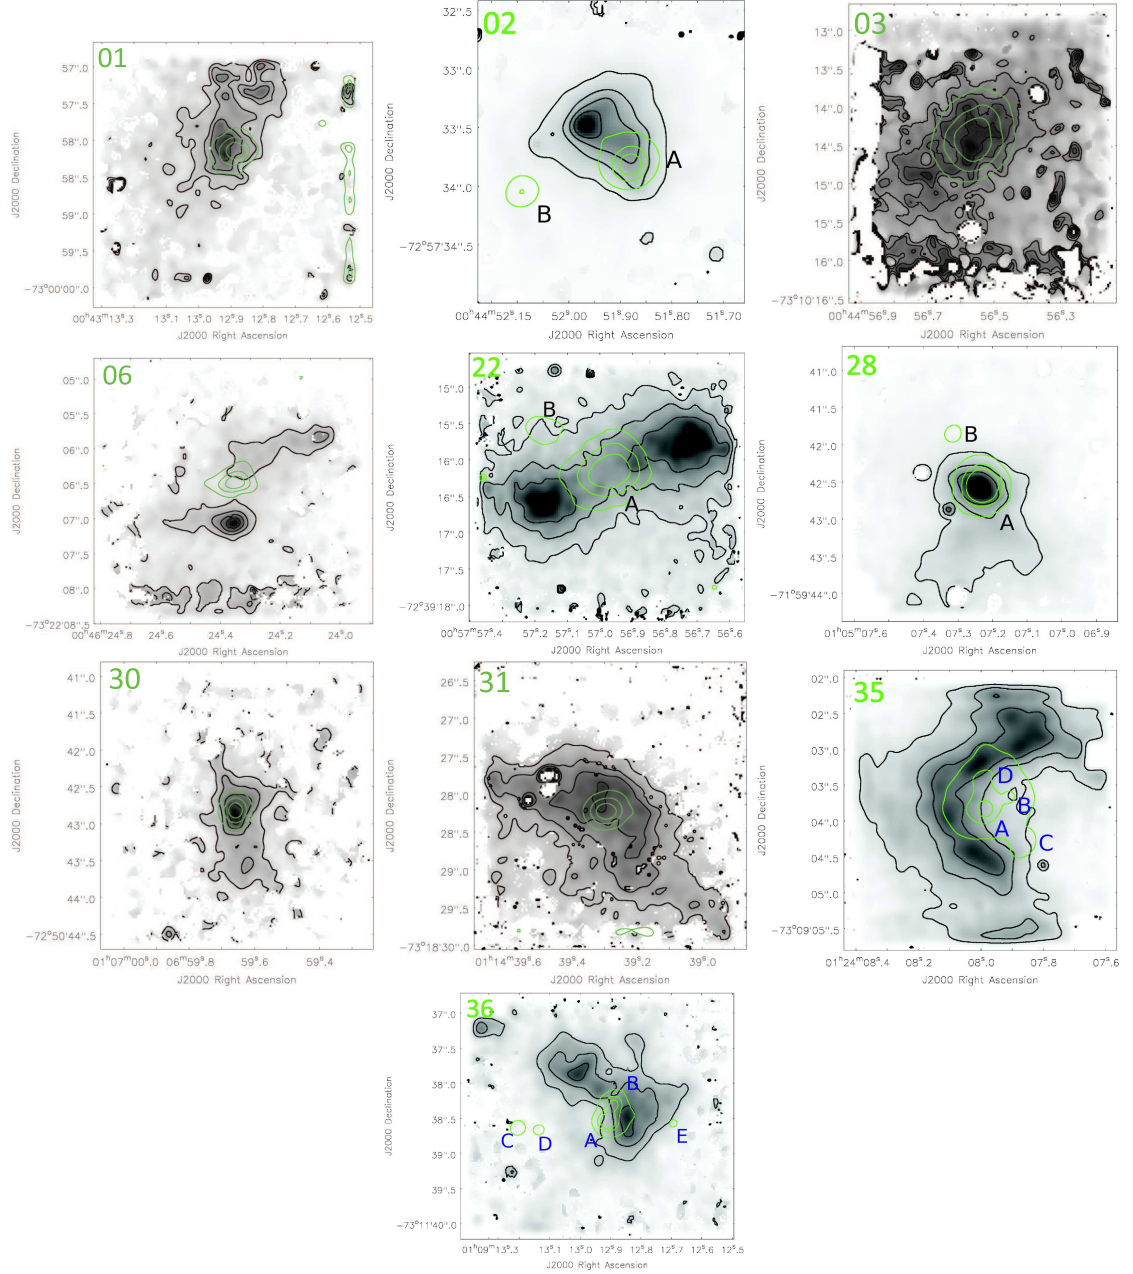 01
57".0
57".5
58".0
58".5
59".0
59".5
−73°00'00".0
00ʰ43ᵐ13ˢ.3 13ˢ.1 13ˢ.0 12ˢ.9 12ˢ.8 12ˢ.7 12ˢ.6 12ˢ.5
J2000 Right Ascension
J2000 Declination
02
32".5
33".0
33".5
34".0
−72°57'34".5
A
B
00ʰ44ᵐ52ˢ.15 52ˢ.00 51ˢ.90 51ˢ.80 51ˢ.70
J2000 Right Ascension
J2000 Declination
03
13".0
13".5
14".0
14".5
15".0
15".5
16".0
−73°10'16".5
00ʰ44ᵐ56ˢ.9 56ˢ.7 56ˢ.5 56ˢ.3
J2000 Right Ascension
J2000 Declination
06
05".0
05".5
06".0
06".5
07".0
07".5
08".0
−73°22'08".5
00ʰ46ᵐ24ˢ.8 24ˢ.6 24ˢ.4 24ˢ.2 24ˢ.0
J2000 Right Ascension
J2000 Declination
22
15".0
15".5
16".0
16".5
17".0
17".5
−72°39'18".0
B
A
00ʰ57ᵐ57ˢ.4 57ˢ.2 57ˢ.1 57ˢ.0 56ˢ.9 56ˢ.8 56ˢ.7 56ˢ.6
J2000 Right Ascension
J2000 Declination
28
41".0
41".5
42".0
42".5
43".0
43".5
−71°59'44".0
B
A
01ʰ05ᵐ07ˢ.6 07ˢ.4 07ˢ.3 07ˢ.2 07ˢ.1 07ˢ.0 06ˢ.9
J2000 Right Ascension
J2000 Declination
30
41".0
41".5
42".0
42".5
43".0
43".5
44".0
−72°50'44".5
01ʰ07ᵐ00ˢ.0 06ᵐ59ˢ.8 59ˢ.6 59ˢ.4
J2000 Right Ascension
J2000 Declination
31
26".5
27".0
27".5
28".0
28".5
29".0
29".5
−73°18'30".0
01ʰ14ᵐ39ˢ.6 39ˢ.4 39ˢ.2 39ˢ.0
J2000 Right Ascension
J2000 Declination
35
02".0
02".5
03".0
03".5
04".0
04".5
05".0
−73°09'05".5
D
B
A
C
01ʰ24ᵐ08ˢ.4 08ˢ.2 08ˢ.0 07ˢ.8 07ˢ.6
J2000 Right Ascension
J2000 Declination
36
37".0
37".5
38".0
38".5
39".0
39".5
−73°11'40".0
B
C D A E
01ʰ09ᵐ13ˢ.3 13ˢ.1 13ˢ.0 12ˢ.9 12ˢ.8 12ˢ.7 12ˢ.6 12ˢ.5
J2000 Right Ascension
J2000 Declination